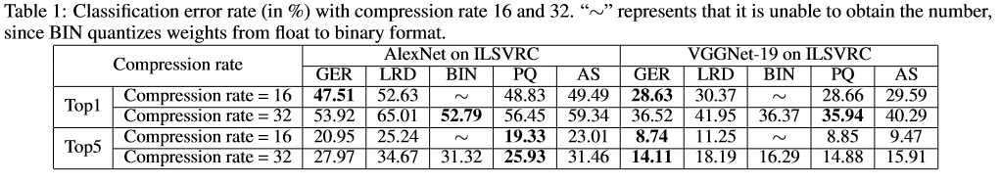 Table 1: Classification error rate (in %) with compression rate 16 and 32. “∼” represents that it is unable to obtain the number,
since BIN quantizes weights from float to binary format.
Compression rate AlexNet on ILSVRC VGGNet-19 on ILSVRC
GER LRD BIN PQ AS GER LRD BIN PQ AS
Top1 Compression rate = 16 47.51 52.63 ∼ 48.83 49.49 28.63 30.37 ∼ 28.66 29.59
Compression rate = 32 53.92 65.01 52.79 56.45 59.34 36.52 41.95 36.37 35.94 40.29
Top5 Compression rate = 16 20.95 25.24 ∼ 19.33 23.01 8.74 11.25 ∼ 8.85 9.47
Compression rate = 32 27.97 34.67 31.32 25.93 31.46 14.11 18.19 16.29 14.88 15.91